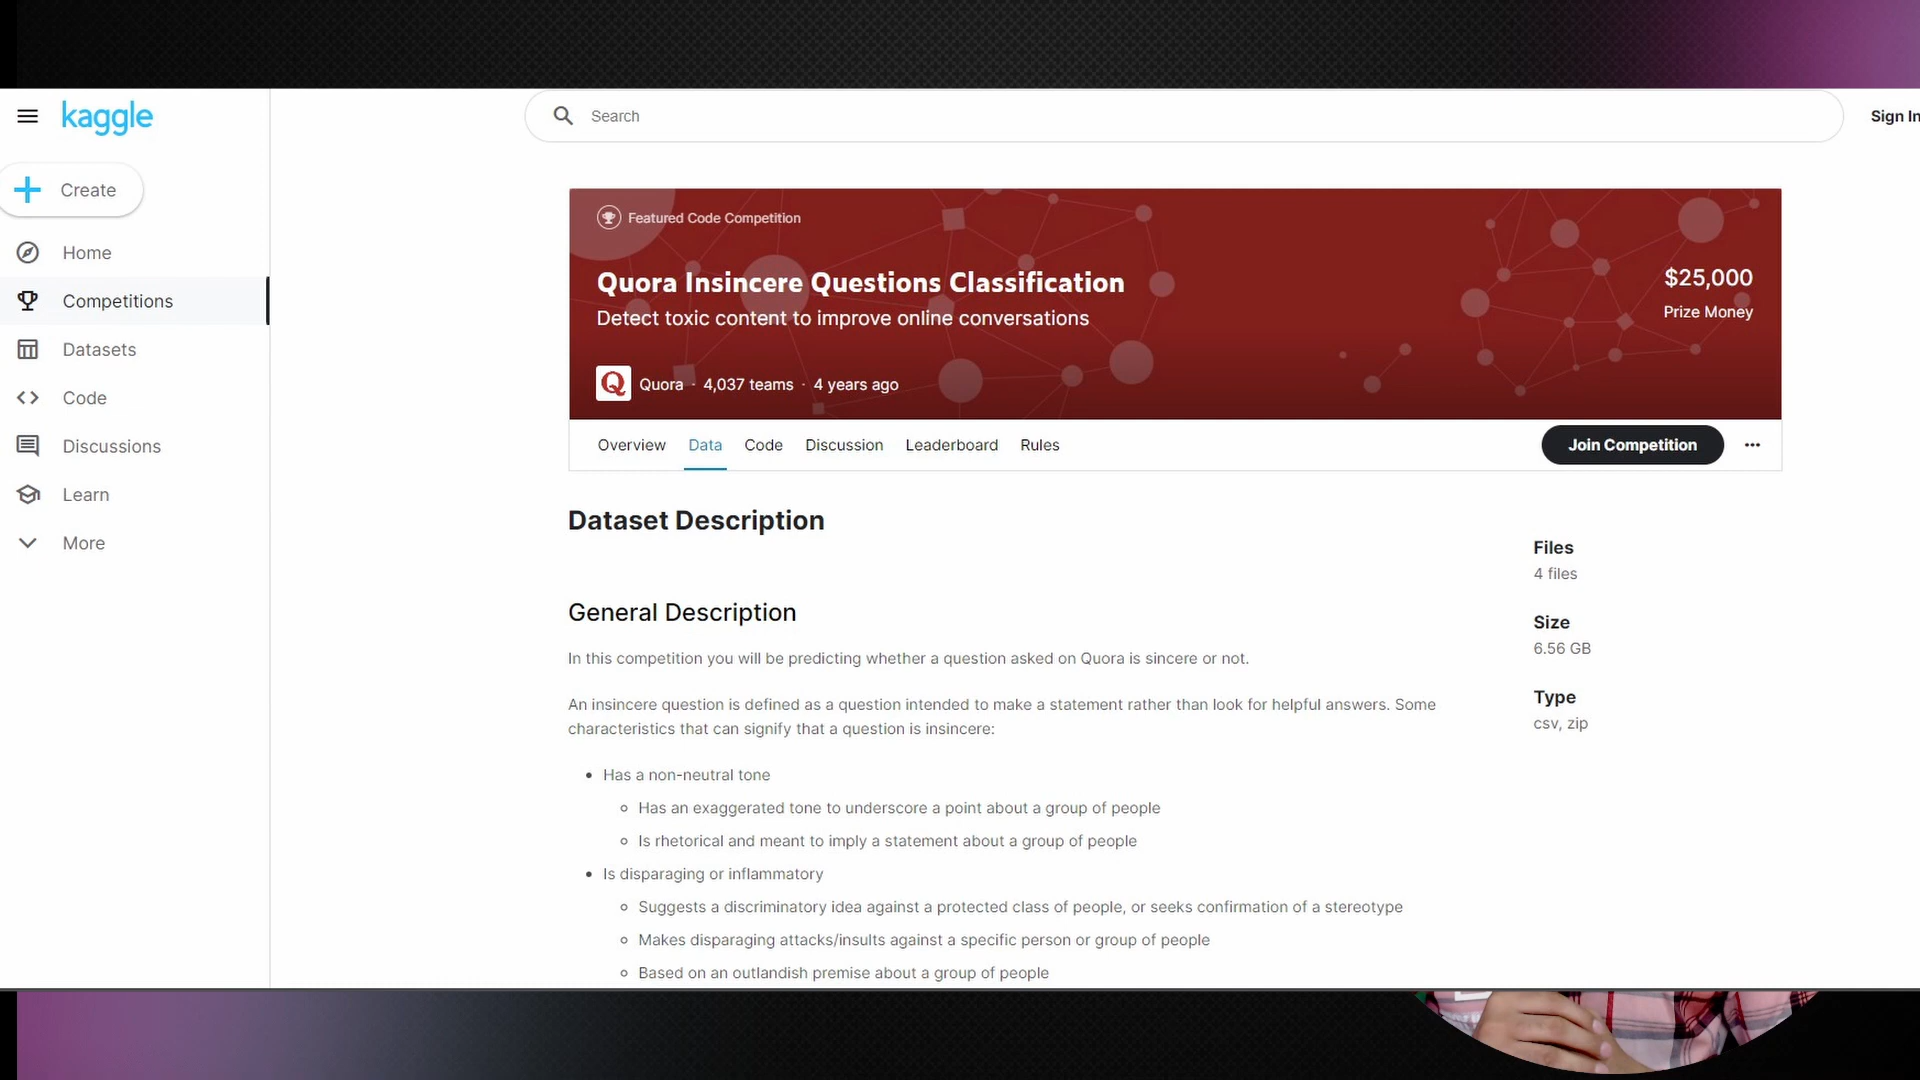 kaggle
Search
Sign In
Create
Home
Competitions
Datasets
Code
Discussions
Learn
More
Featured Code Competition
Quora Insincere Questions Classification
Detect toxic content to improve online conversations
$25,000
Prize Money
Q
Quora · 4,037 teams · 4 years ago
Overview Data Code Discussion Leaderboard Rules
Join Competition
Dataset Description
General Description
In this competition you will be predicting whether a question asked on Quora is sincere or not.
An insincere question is defined as a question intended to make a statement rather than look for helpful answers. Some
characteristics that can signify that a question is insincere:
• Has a non-neutral tone
○ Has an exaggerated tone to underscore a point about a group of people
○ Is rhetorical and meant to imply a statement about a group of people
• Is disparaging or inflammatory
○ Suggests a discriminatory idea against a protected class of people, or seeks confirmation of a stereotype
○ Makes disparaging attacks/insults against a specific person or group of people
○ Based on an outlandish premise about a group of people
Files
4 files
Size
6.56 GB
Type
csv, zip